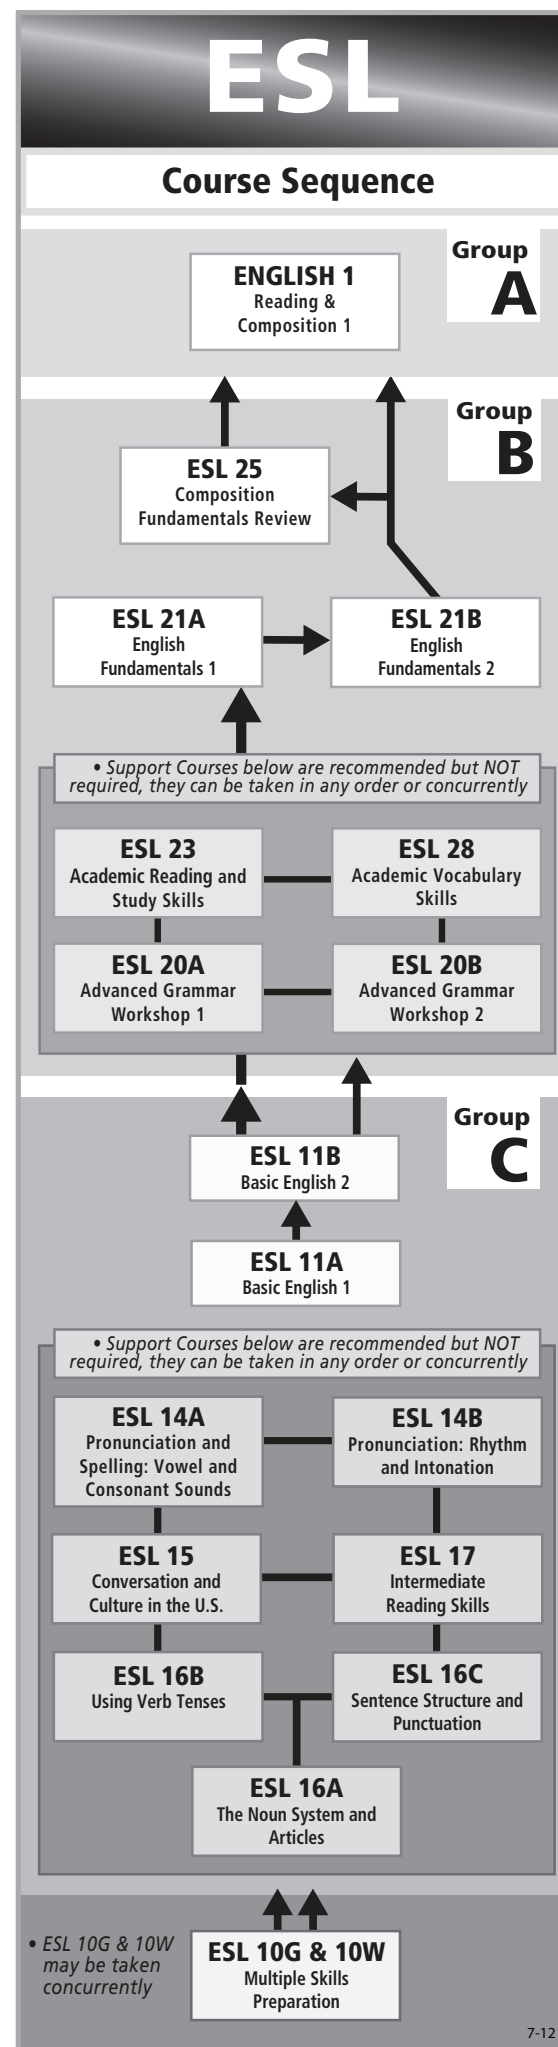 ESL
Course Sequence
Group
A
ENGLISH 1
Reading &
Composition 1
Group
B
ESL 25
Composition
Fundamentals Review
ESL 21A
English
Fundamentals 1
ESL 21B
English
Fundamentals 2
• Support Courses below are recommended but NOT
required, they can be taken in any order or concurrently
ESL 23
Academic Reading and
Study Skills
ESL 28
Academic Vocabulary
Skills
ESL 20A
Advanced Grammar
Workshop 1
ESL 20B
Advanced Grammar
Workshop 2
Group
C
ESL 11B
Basic English 2
ESL 11A
Basic English 1
• Support Courses below are recommended but NOT
required, they can be taken in any order or concurrently
ESL 14A
Pronunciation and
Spelling: Vowel and
Consonant Sounds
ESL 14B
Pronunciation: Rhythm
and Intonation
ESL 15
Conversation and
Culture in the U.S.
ESL 17
Intermediate
Reading Skills
ESL 16B
Using Verb Tenses
ESL 16C
Sentence Structure and
Punctuation
ESL 16A
The Noun System and
Articles
• ESL 10G & 10W
may be taken
concurrently
ESL 10G & 10W
Multiple Skills
Preparation
7-12